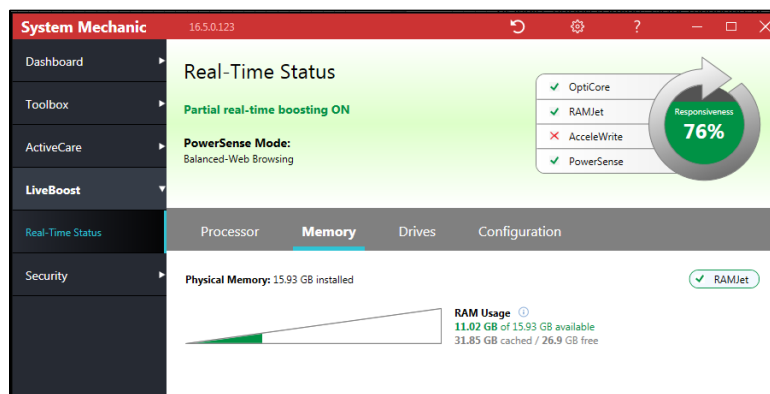 System Mechanic 16.5.0.123 ?
Dashboard
Toolbox
ActiveCare
LiveBoost
Real-Time Status
Security
Real-Time Status
Partial real-time boosting ON
PowerSense Mode:
Balanced-Web Browsing
OptiCore
RAMJet
AcceleWrite
PowerSense
Responsiveness
76%
Processor Memory Drives Configuration
Physical Memory: 15.93 GB installed
RAMJet
RAM Usage
11.02 GB of 15.93 GB available
31.85 GB cached / 26.9 GB free